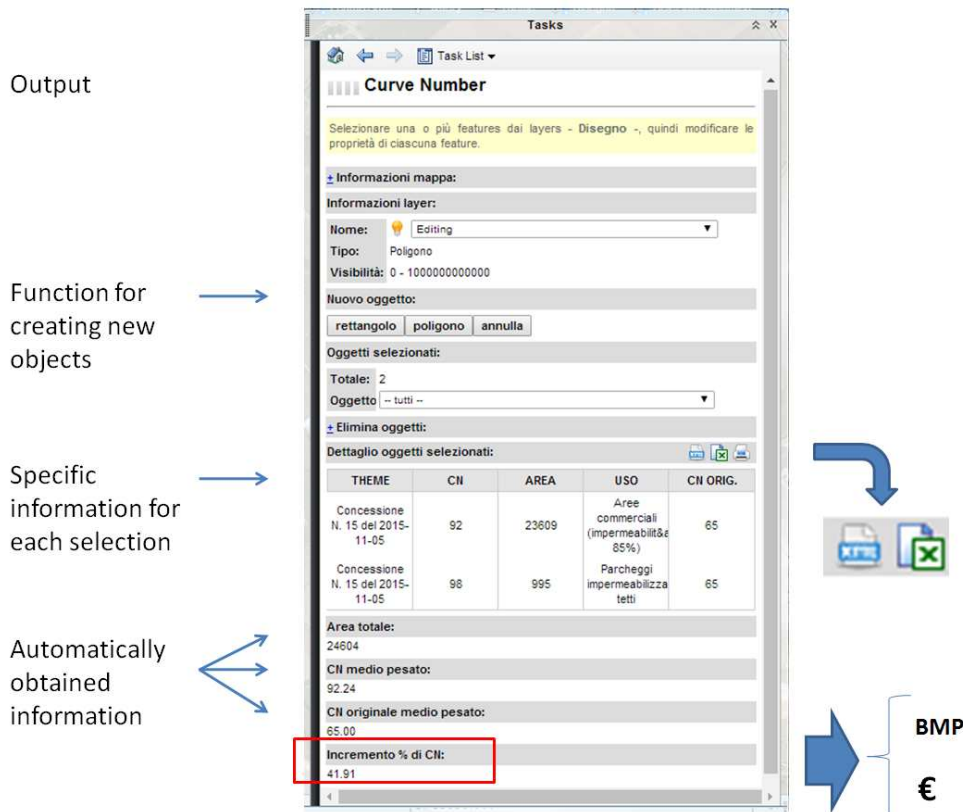 Tasks
Task List
Output
Curve Number
Selezionare una o più features dai layers - Disegno -, quindi modificare le
proprietà di ciascuna feature.
+ Informazioni mappa:
Informazioni layer:
Nome: Editing
Tipo: Poligono
Visibilità: 0 - 1000000000000
Function for
creating new
objects
Nuovo oggetto:
rettangolo poligono annulla
Oggetti selezionati:
Totale: 2
Oggetto -- tutti --
+ Elimina oggetti:
Specific
information for
each selection
Dettaglio oggetti selezionati:
THEME CN AREA USO CN ORIG.
Concessione
N. 15 del 2015-
11-05
92
23609
Aree
commerciali
(impermeabilit&a
85%)
65
Concessione
N. 15 del 2015-
11-05
98
995
Parcheggi
impermeabilizza
tetti
65
Automatically
obtained
information
Area totale:
24604
CN medio pesato:
92.24
CN originale medio pesato:
65.00
Incremento % di CN:
41.91
BMP
€